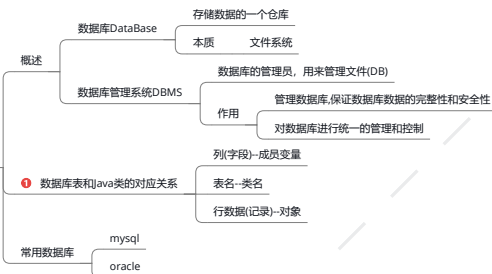 存储数据的一个仓库
数据库DataBase
本质
文件系统
概述
数据库的管理员，用来管理文件(DB)
数据库管理系统DBMS
管理数据库,保证数据库数据的完整性和安全性
作用
对数据库进行统一的管理和控制
列(字段)--成员变量
1 数据库表和Java类的对应关系
表名--类名
行数据(记录)--对象
mysql
常用数据库
oracle